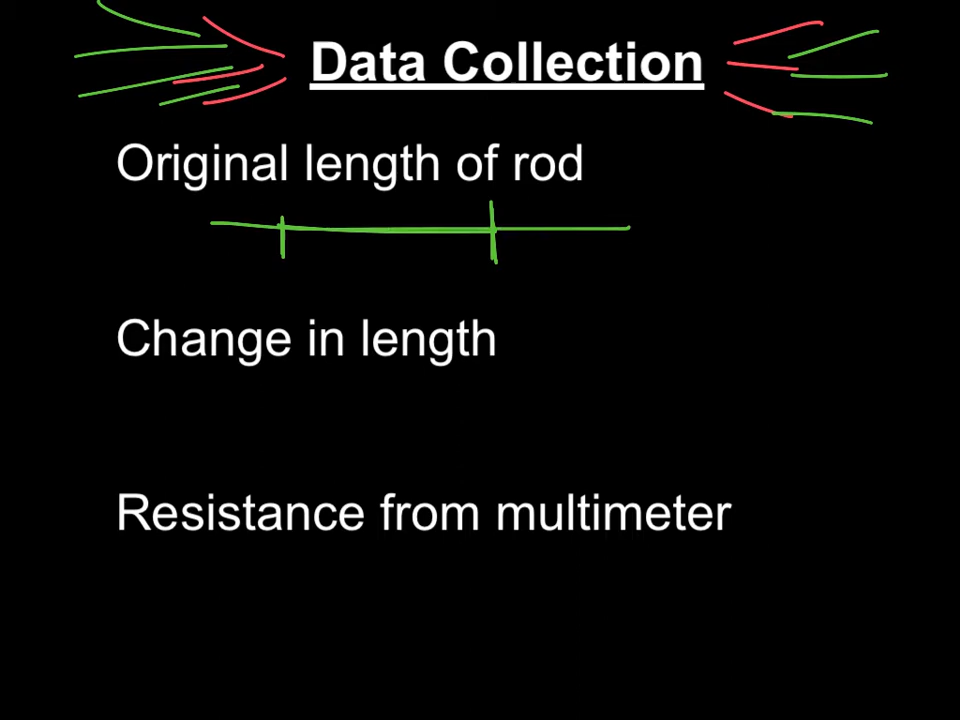 Data Collection
Original length of rod
Change in length
Resistance from multimeter